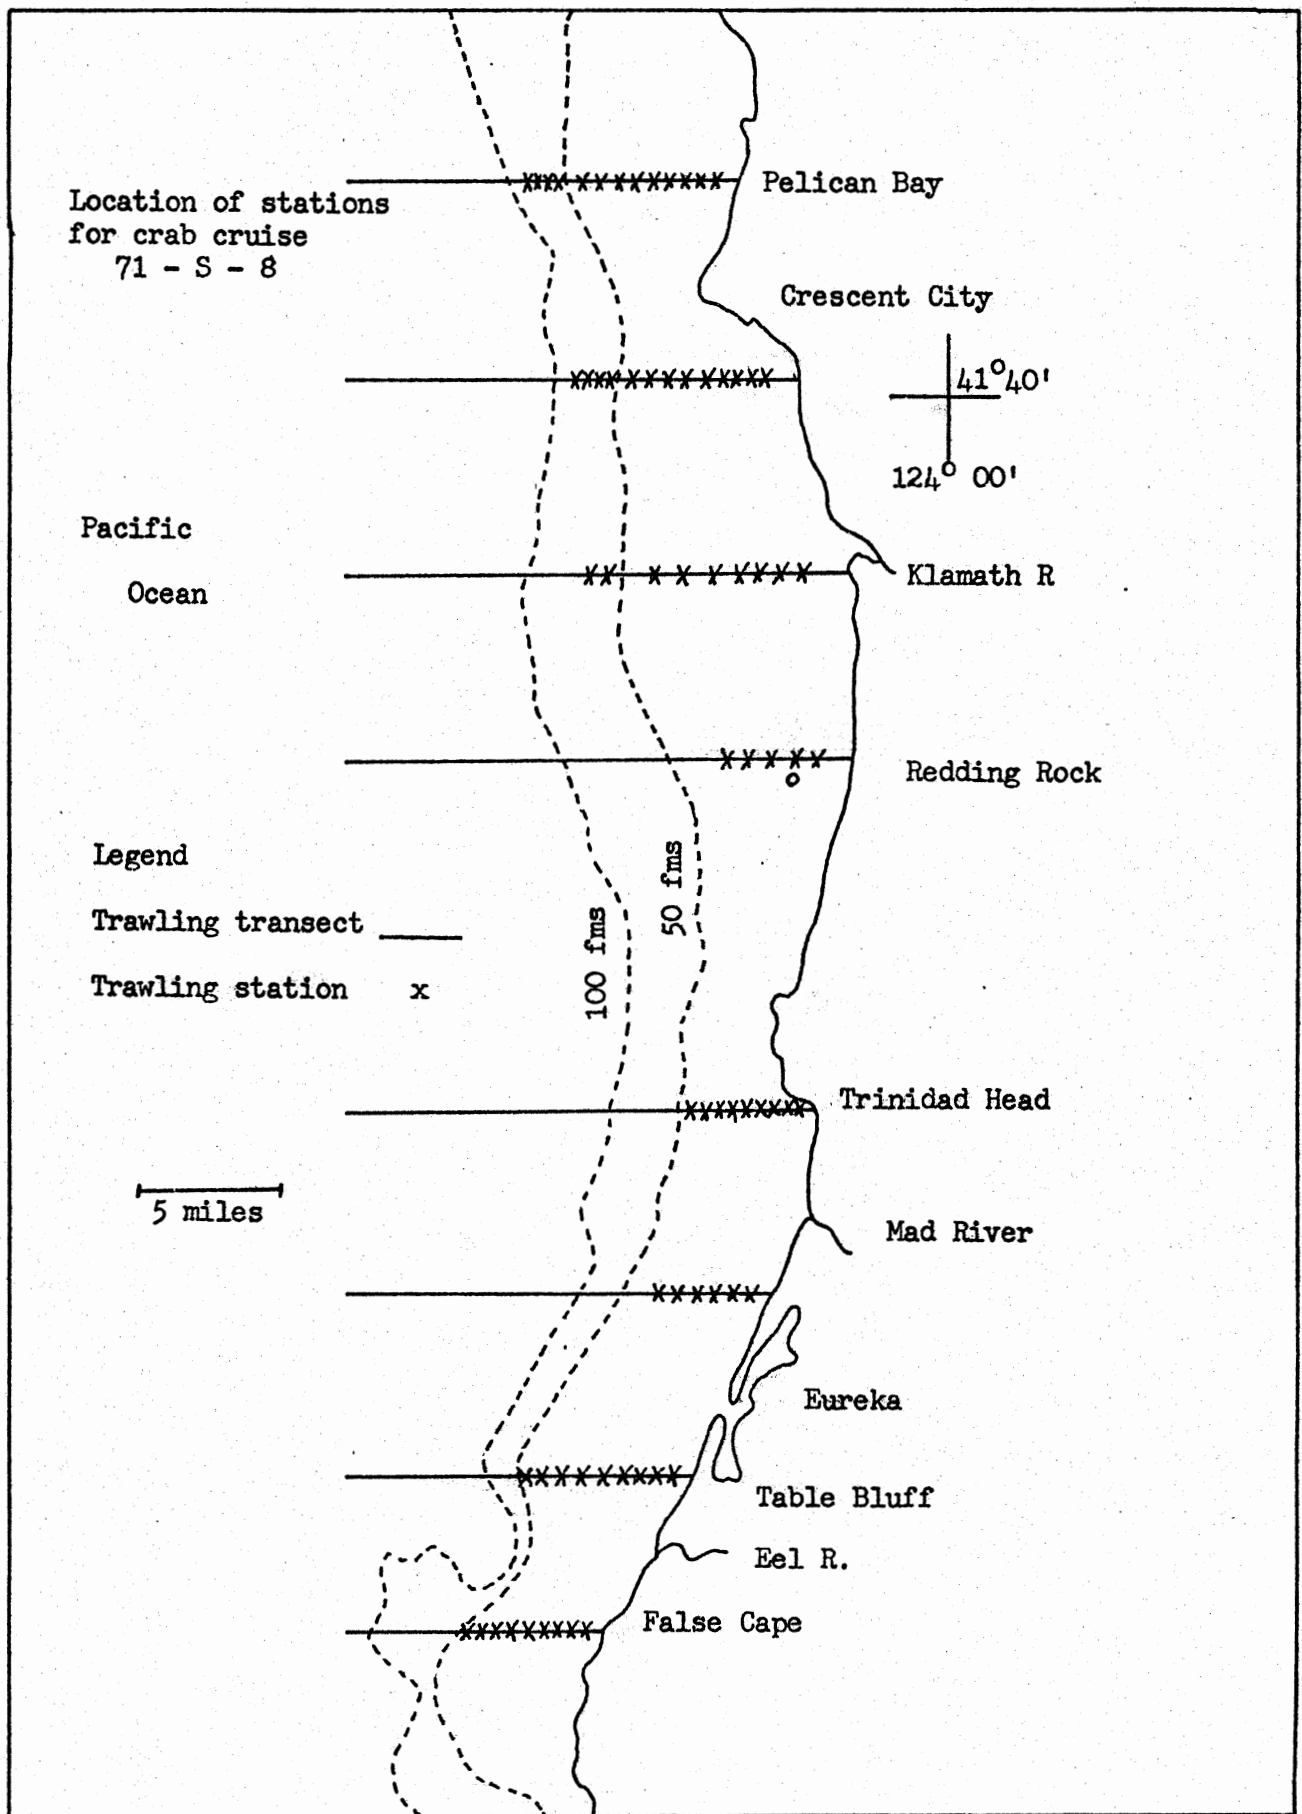 Pelican Bay
Location of stations
for crab cruise
71 - S - 8
Crescent City
41°40'
124° 00'
Pacific
Ocean
Klamath R
Redding Rock
Legend
50 fms
Trawling transect
100 fms
Trawling station x
Trinidad Head
5 miles
Mad River
Eureka
Table Bluff
Eel R.
False Cape